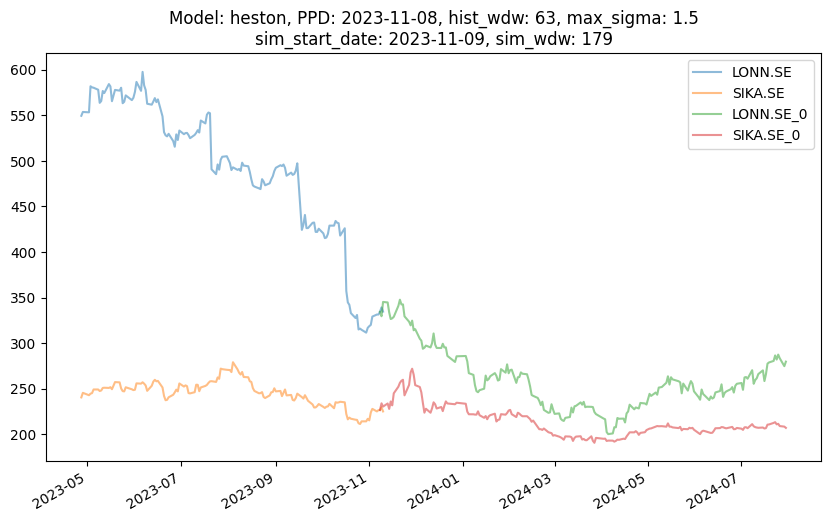 Model: heston, PPD: 2023-11-08, hist_wdw: 63, max_sigma: 1.5
sim_start_date: 2023-11-09, sim_wdw: 179
LONN.SE
SIKA.SE
LONN.SE_0
SIKA.SE_0
600
550
500
450
400
350
300
250
200
2023-05
2023-07
2023-09
2023-11
2024-01
2024-03
2024-05
2024-07